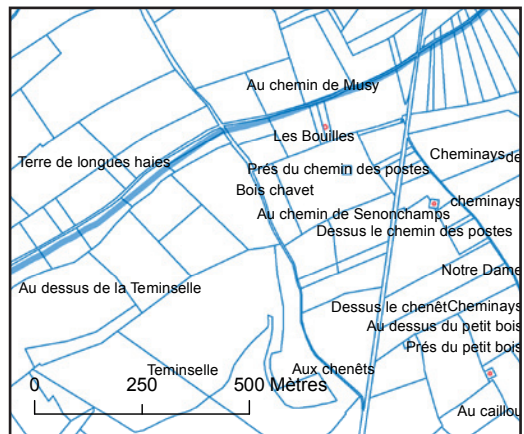 Au chemin de Musy
Les Bouilles
Cheminays de
Terre de longues haies
Prés du chemin des postes
Bois chavet
cheminays
Au chemin de Senonchamps
Dessus le chemin des postes
Notre Dame
Au dessus de la Teminselle
Dessus le chenêt
Cheminays
Au dessus du petit bois
Prés du petit bois
Teminselle
Aux chenêts
0 250 500 Mètres
Au caillou